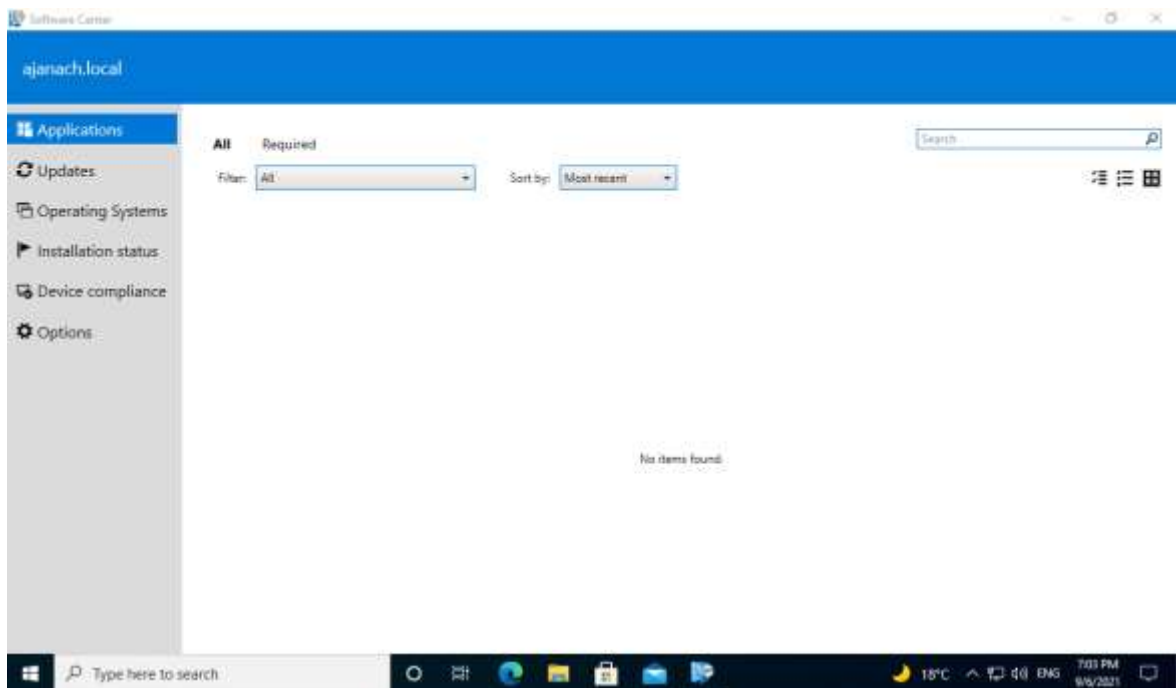 Software Center
ajanach.local
Applications
Updates
Operating Systems
Installation status
Device compliance
Options
All Required
Search
Filter: All Sort by: Most recent
No items found.
Type here to search
18°C ENG 7:03 PM
9/6/2021